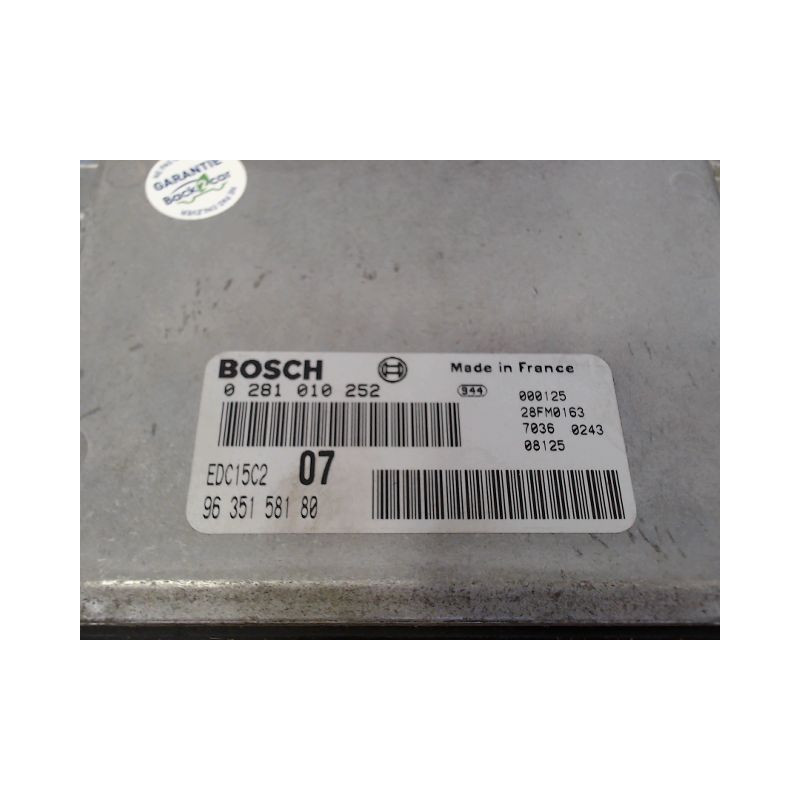 GARANTIE
Back2car
BOSCH
Made in France
0 281 010 252
944
000125
28FM0163
7036 0243
08125
EDC15C2 07
96 351 581 80